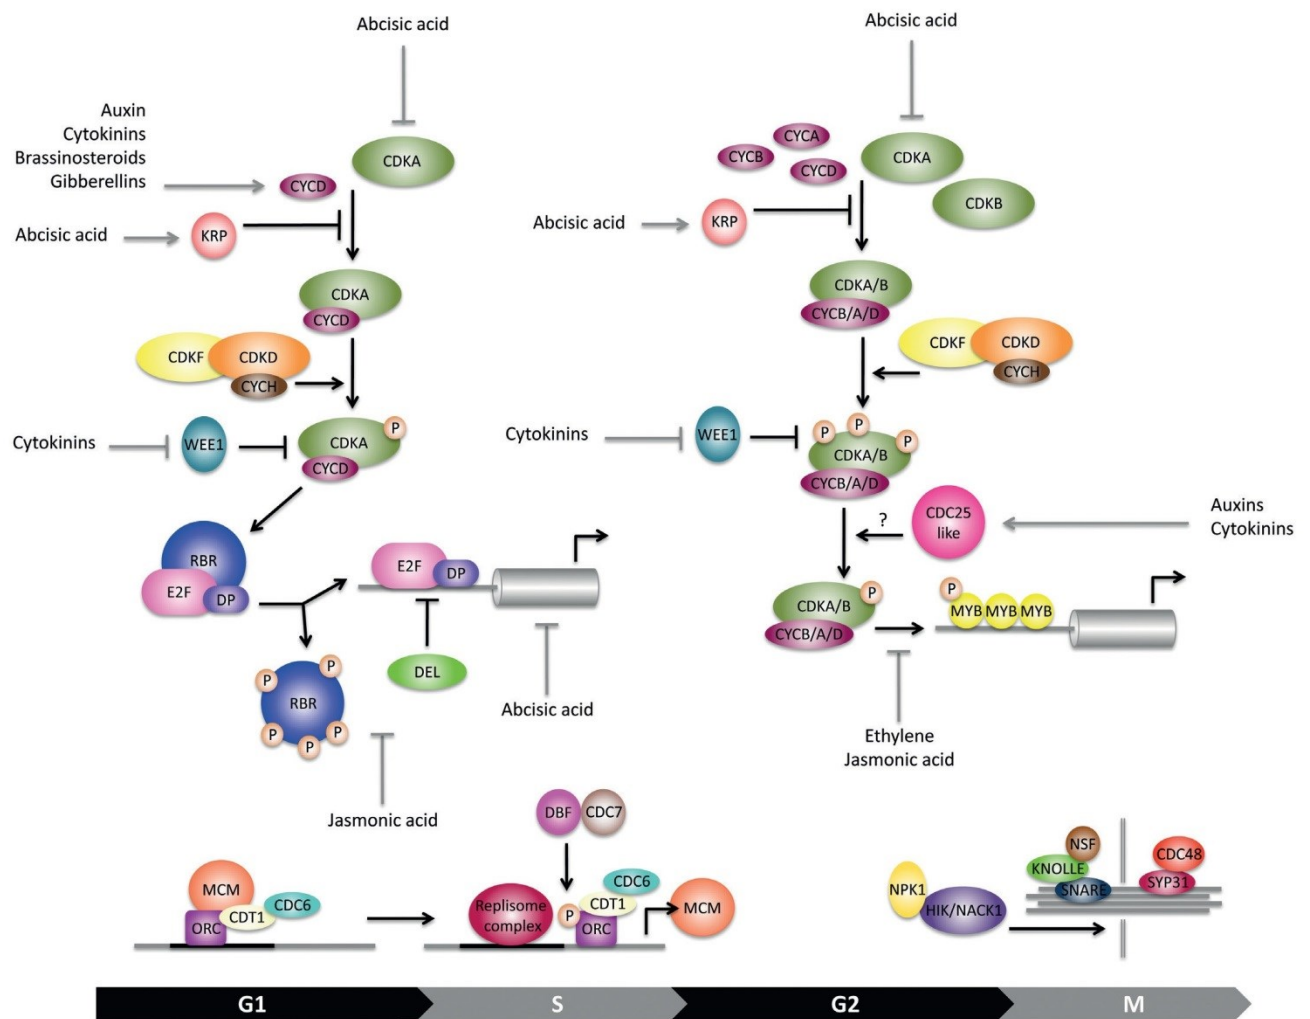 Abcisic acid
Auxin
Cytokinins
Brassinosteroids
Gibberellins
CDKA
CYCD
Abcisic acid
KRP
CDKA
CYCD
CDKF
CDKD
CYCH
Cytokinins
WEE1
P
CDKA
CYCD
RBR
E2F
DP
E2F
DP
DEL
Abcisic acid
P
P
RBR
P
P
P
Jasmonic acid
Abcisic acid
CYCA
CYCB
CYCD
CDKA
CDKB
Abcisic acid
KRP
CDKA/B
CYCB/A/D
CDKF
CDKD
CYCH
Cytokinins
WEE1
P
P
P
CDKA/B
CYCB/A/D
?
CDC25
like
Auxins
Cytokinins
P
CDKA/B
CYCB/A/D
P
MYB
MYB
MYB
Ethylene
Jasmonic acid
MCM
CDC6
CDT1
ORC
DBF
CDC7
Replisome
complex
P
CDC6
CDT1
ORC
MCM
NPK1
HIK/NACK1
NSF
KNOLLE
SNARE
CDC48
SYP31
G1
S
G2
M